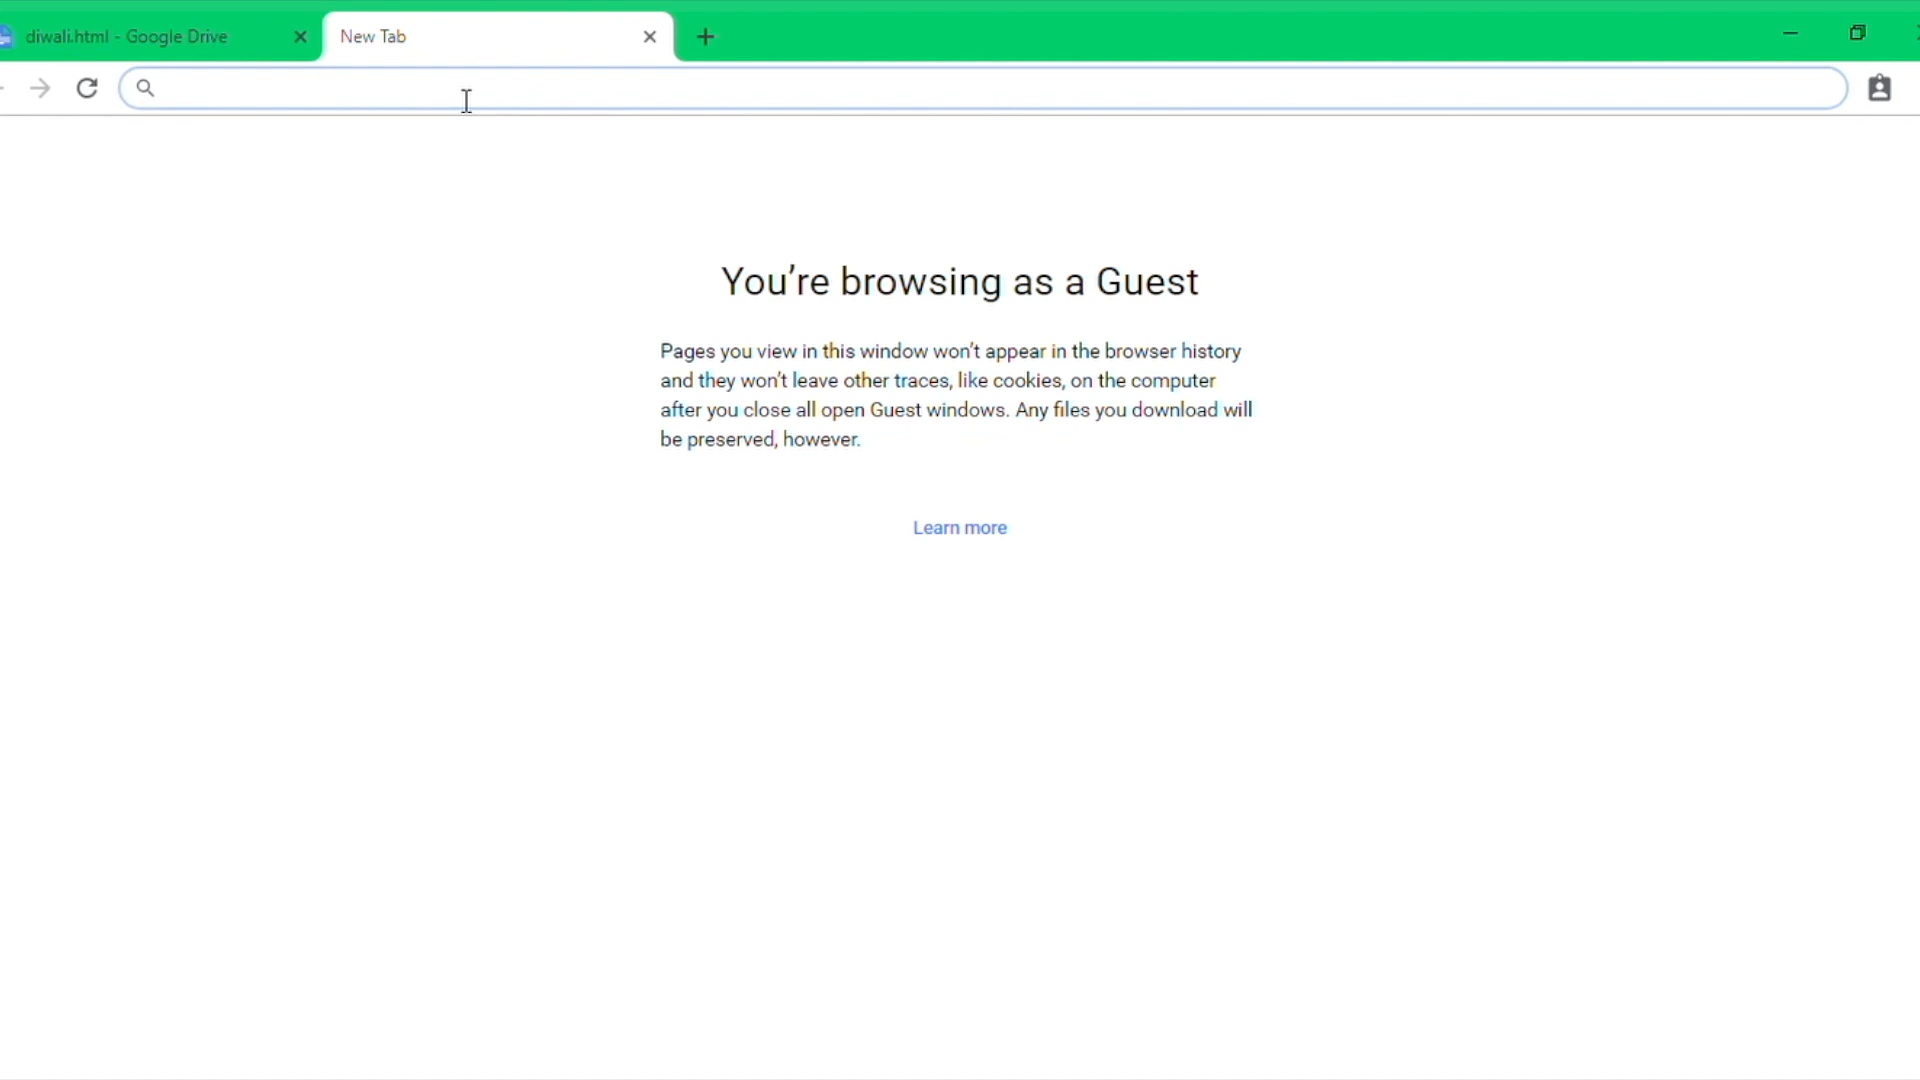 diwali.html - Google Drive
New Tab
You’re browsing as a Guest
Pages you view in this window won’t appear in the browser history
and they won’t leave other traces, like cookies, on the computer
after you close all open Guest windows. Any files you download will
be preserved, however.
Learn more